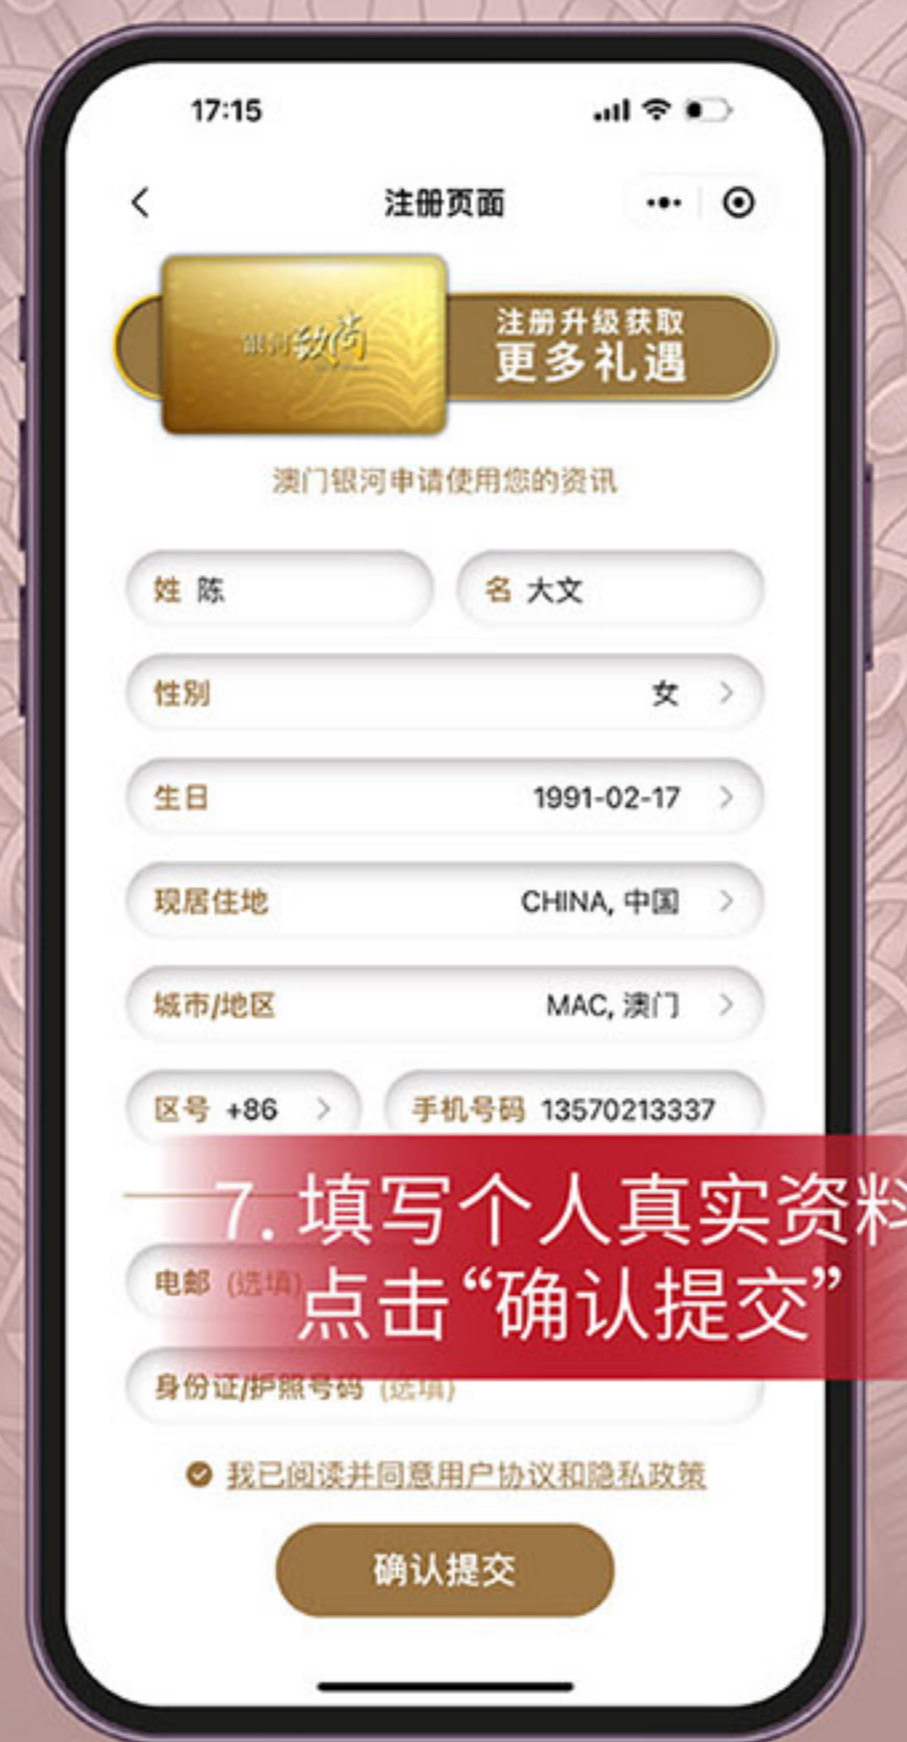 17:15
注册页面
银河致尚
注册升级获取
更多礼遇
澳门银河申请使用您的资讯
姓 陈
名 大文
性别 女
生日 1991-02-17
现居住地 CHINA, 中国
城市/地区 MAC, 澳门
区号 +86 手机号码 13570213337
7. 填写个人真实资料
点击“确认提交”
电邮 (选填)
身份证/护照号码 (选填)
我已阅读并同意用户协议和隐私政策
确认提交